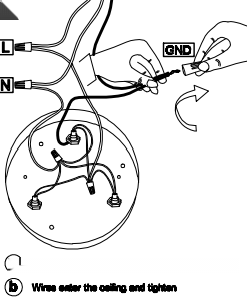 GND
L
N
b Wires enter the ceiling and tighten